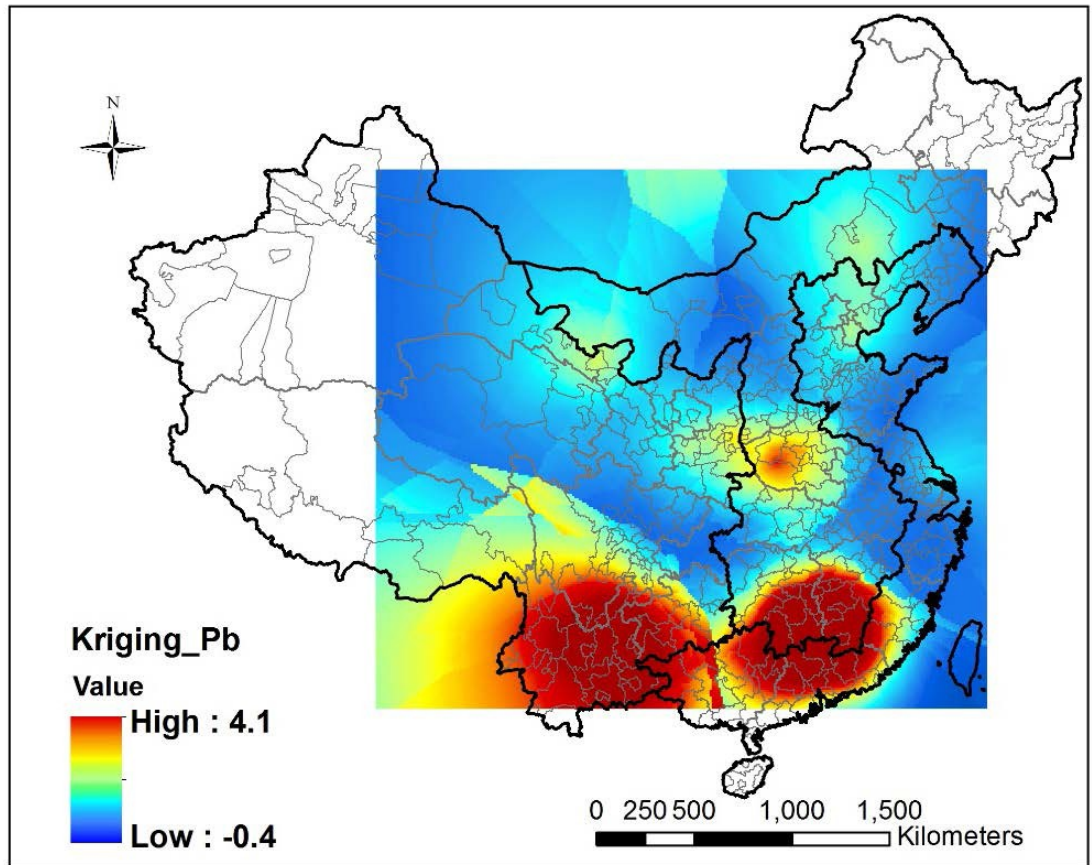 N
Kriging_Pb
Value
High : 4.1
Low : -0.4
0 250 500 1,000 1,500
Kilometers